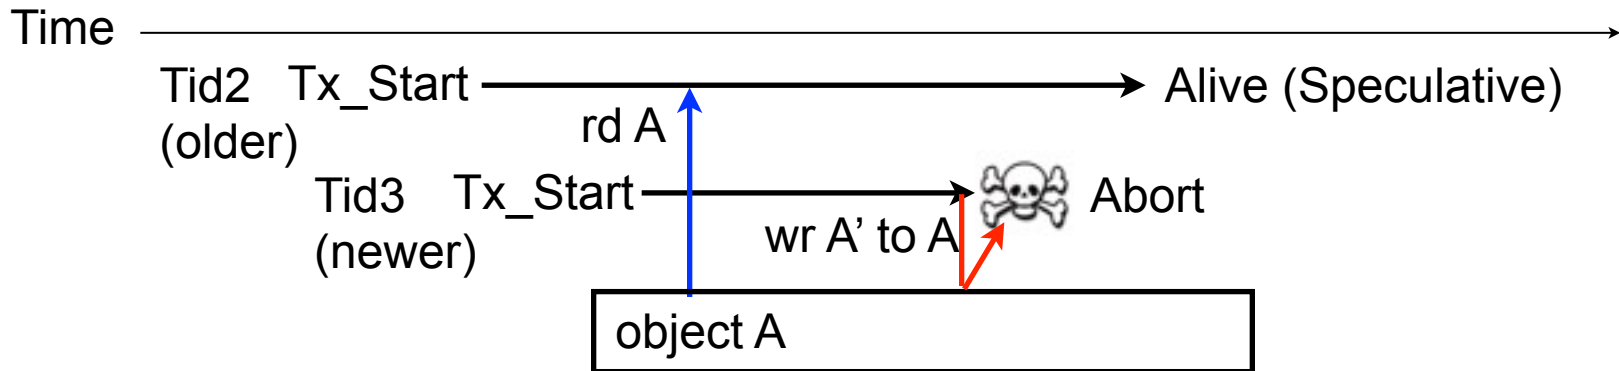 Time
Tid2 Tx_Start Alive (Speculative)
(older)
rd A
Tid3 Tx_Start Abort
(newer)
wr A’ to A
object A